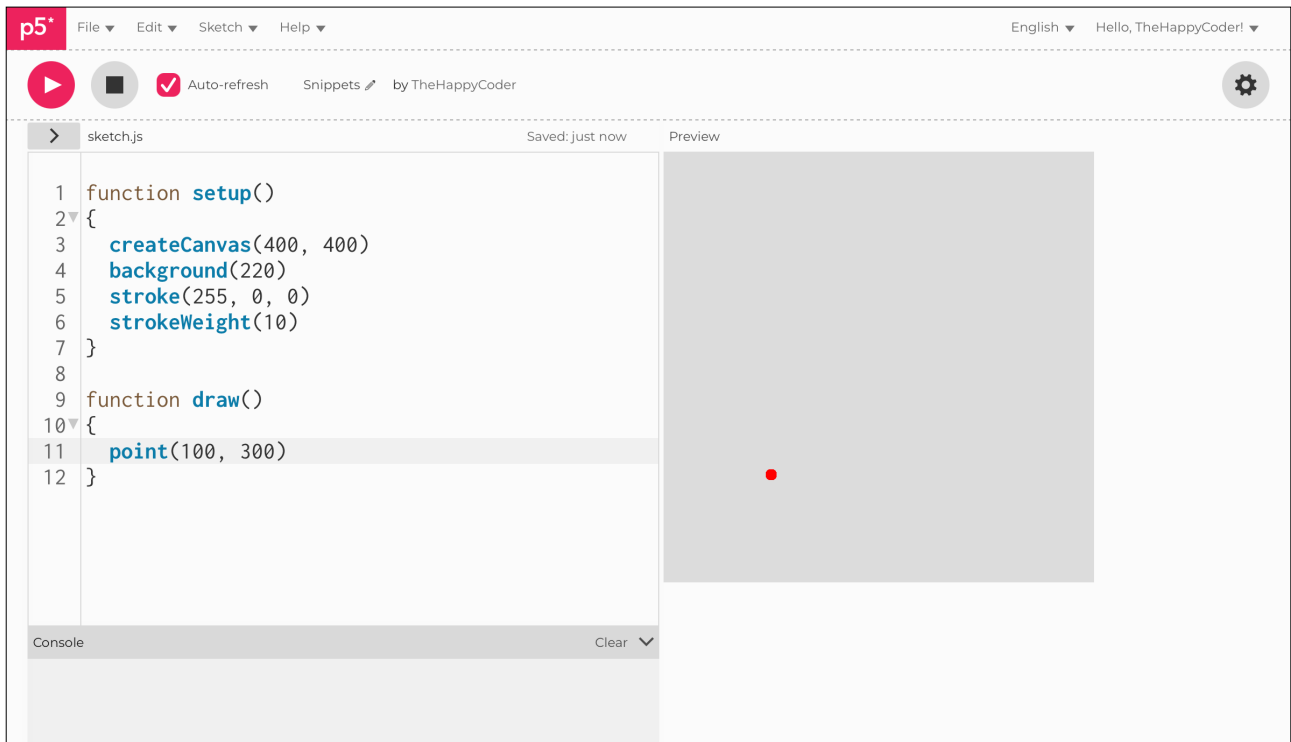 p5* File Edit Sketch Help English Hello, TheHappyCoder!
Auto-refresh Snippets by TheHappyCoder
sketch.js Saved: just now Preview
1 function setup()
2 {
3 createCanvas(400, 400)
4 background(220)
5 stroke(255, 0, 0)
6 strokeWeight(10)
7 }
8
9 function draw()
10 {
11 point(100, 300)
12 }
Console Clear